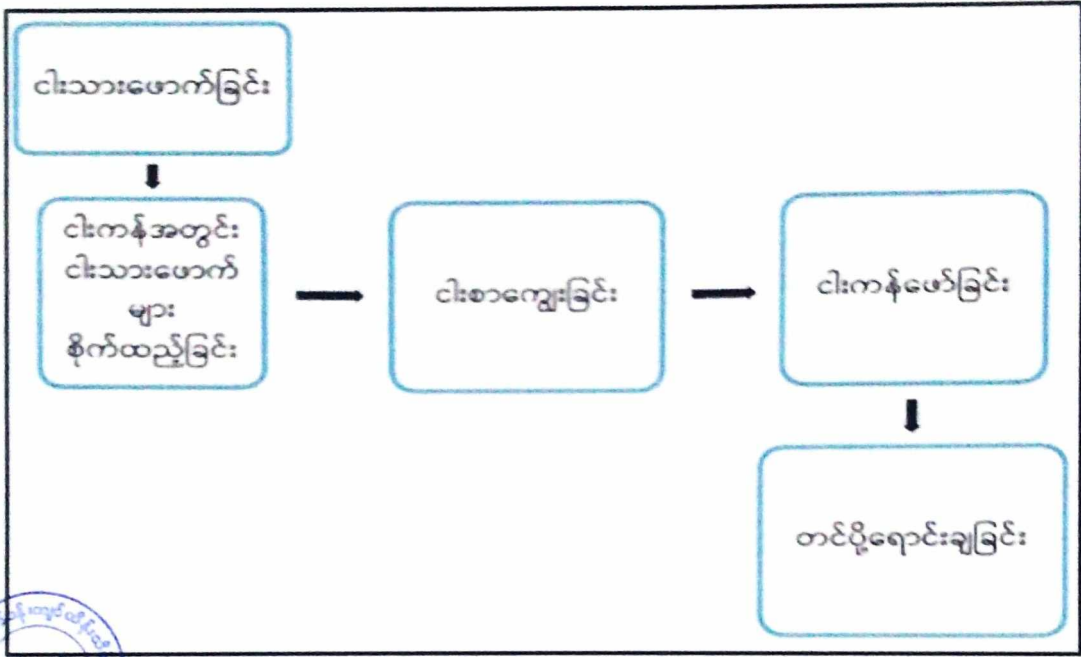 ငါးသားဖောက်ခြင်း
ငါးကန်အတွင်း
ငါးသားဖောက်
များ
စိုက်ထည့်ခြင်း
ငါးစာကျွေးခြင်း
ငါးကန်ဖော်ခြင်း
တင်ပို့ရောင်းချခြင်း